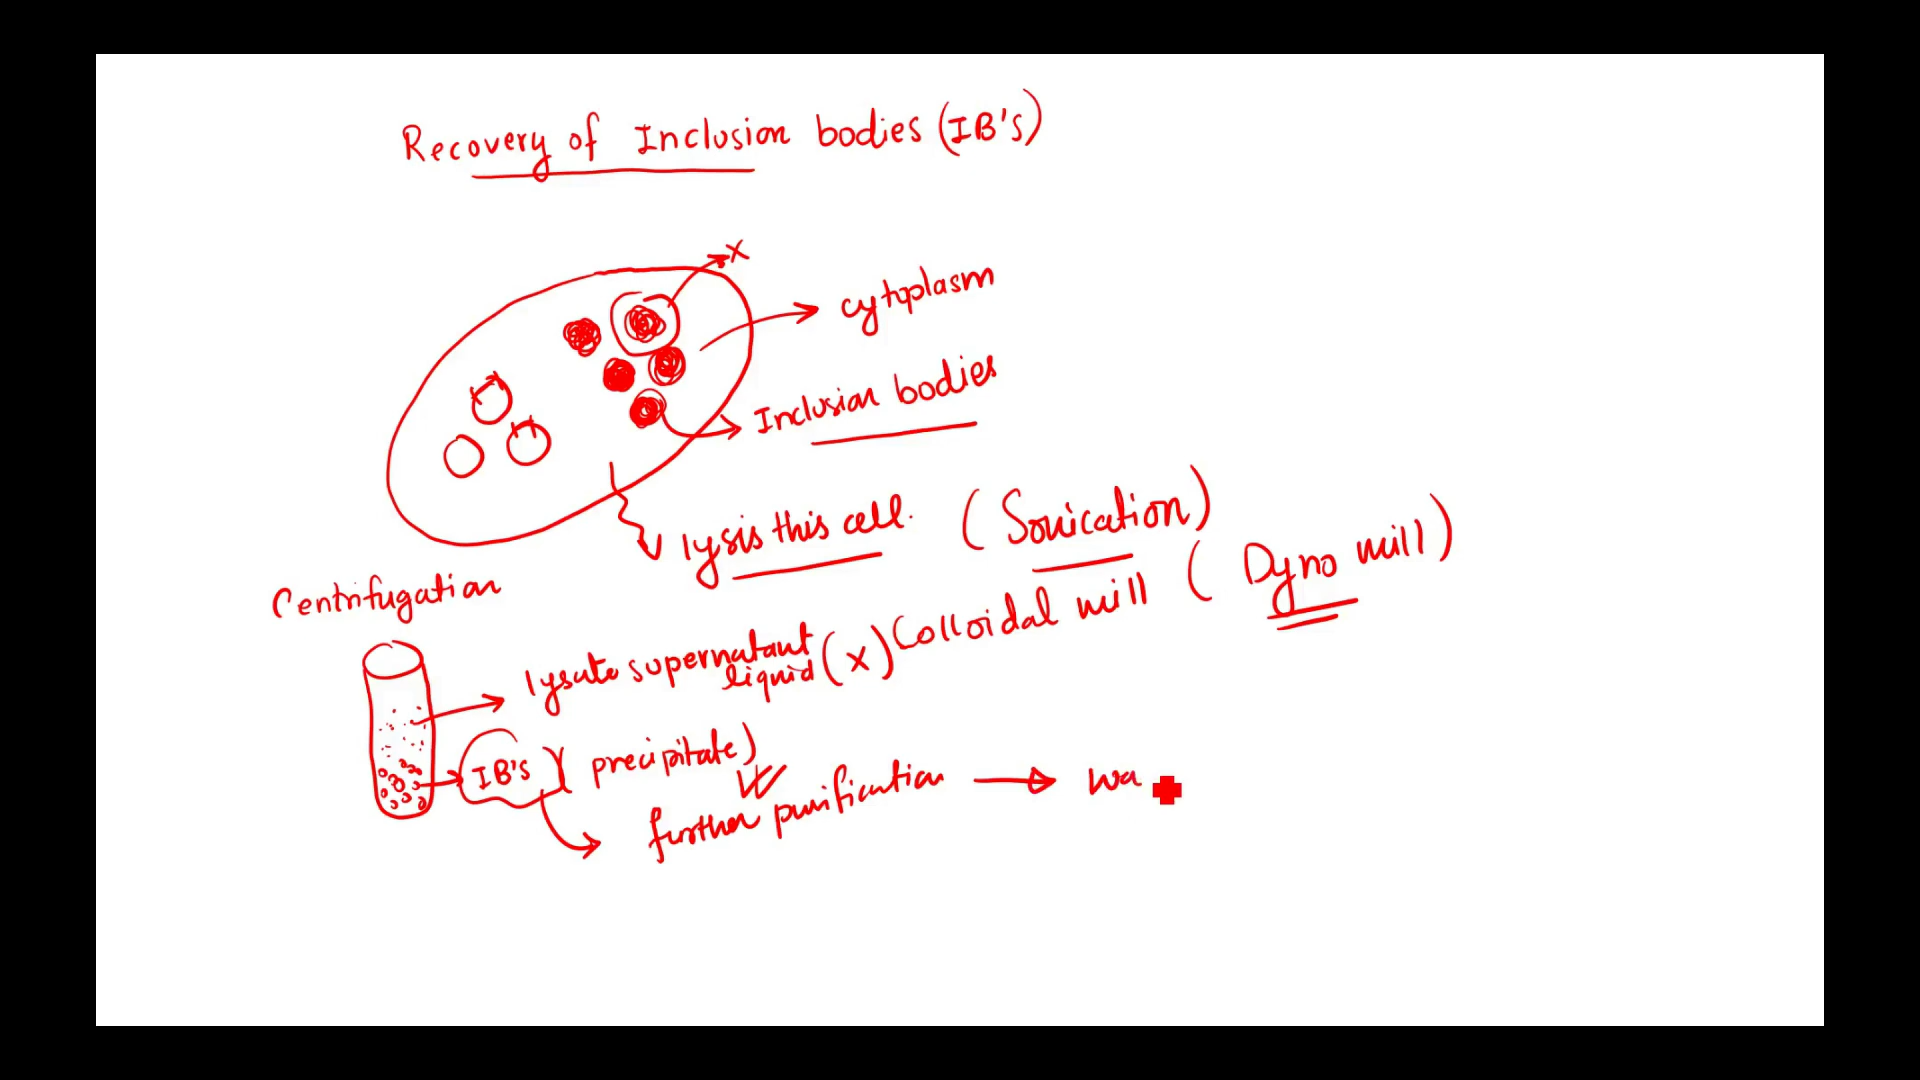 Recovery of Inclusion bodies (IB's)
x
cytoplasm
Inclusion bodies
lysis this cell. (Sonication)
Colloidal mill (Dyno mill)
Centrifugation
lysate supernatant
liquid (x)
IB's (precipitate)
further purification → wa